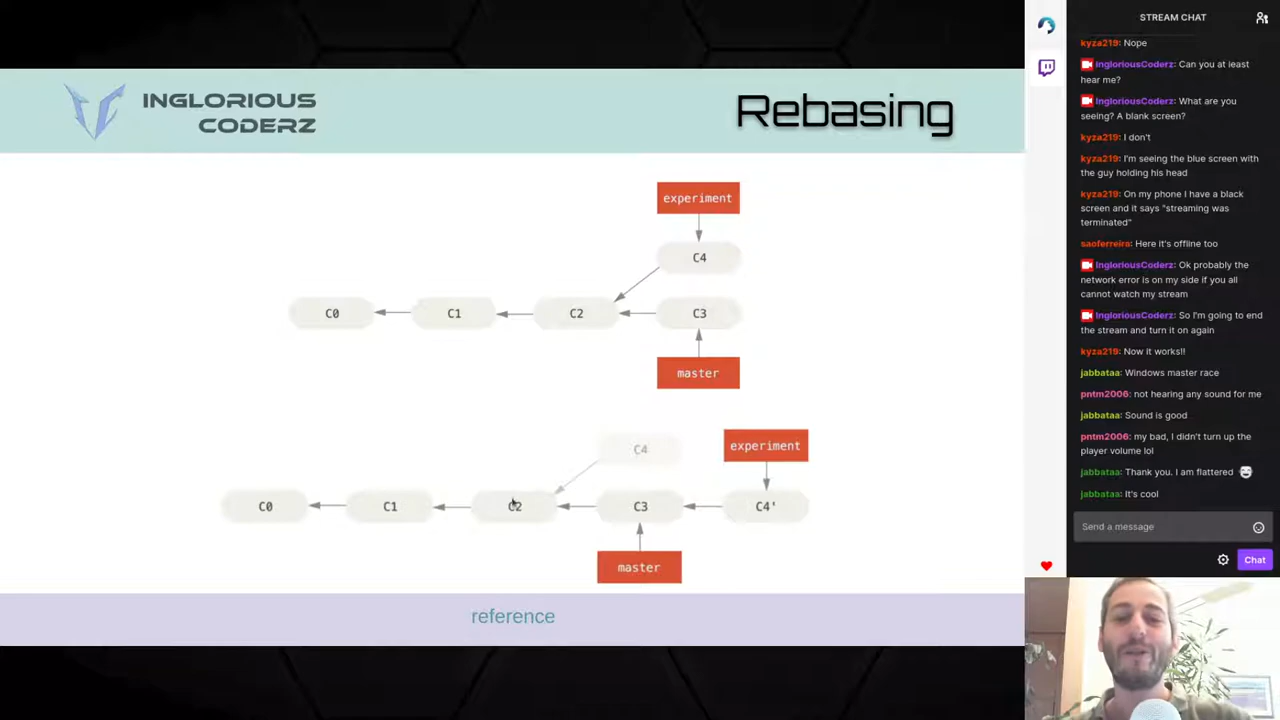 INGLORIOUS
CODERZ
Rebasing
experiment
C4
C0
C1
C2
C3
master
C4
experiment
C0
C1
C2
C3
C4'
master
reference
STREAM CHAT
kyza219: Nope
IngloriousCoderz: Can you at least
hear me?
IngloriousCoderz: What are you
seeing? A blank screen?
kyza219: I don't
kyza219: I'm seeing the blue screen with
the guy holding his head
kyza219: On my phone I have a black
screen and it says "streaming was
terminated"
saoferreira: Here it's offline too
IngloriousCoderz: Ok probably the
network error is on my side if you all
cannot watch my stream
IngloriousCoderz: So I'm going to end
the stream and turn it on again
kyza219: Now it works!!
jabbataa: Windows master race
pntm2006: not hearing any sound for me
jabbataa: Sound is good
pntm2006: my bad, I didn't turn up the
player volume lol
jabbataa: Thank you. I am flattered
jabbataa: It's cool
Send a message
Chat